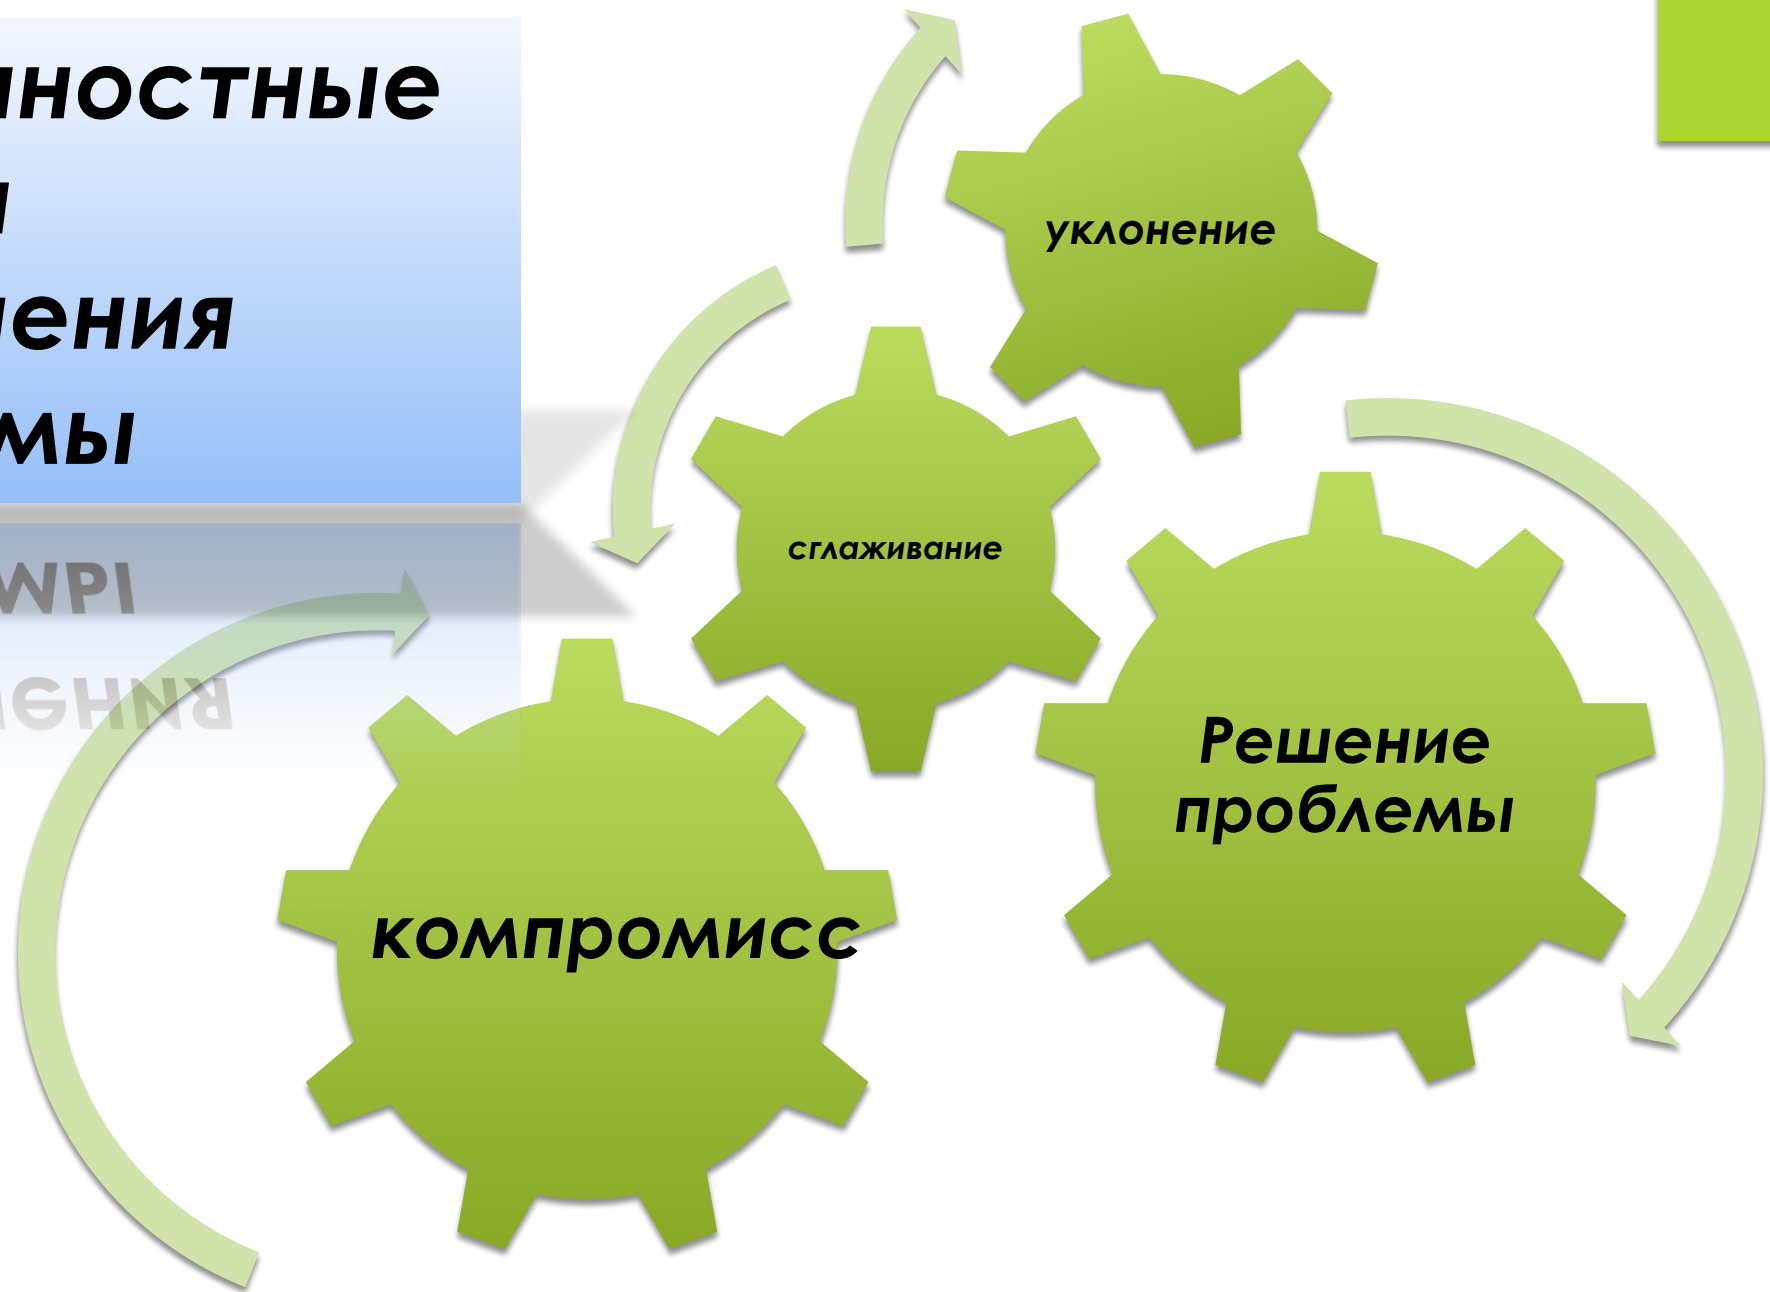 ностные
ения
мы
уклонение
сглаживание
Решение
проблемы
компромисс